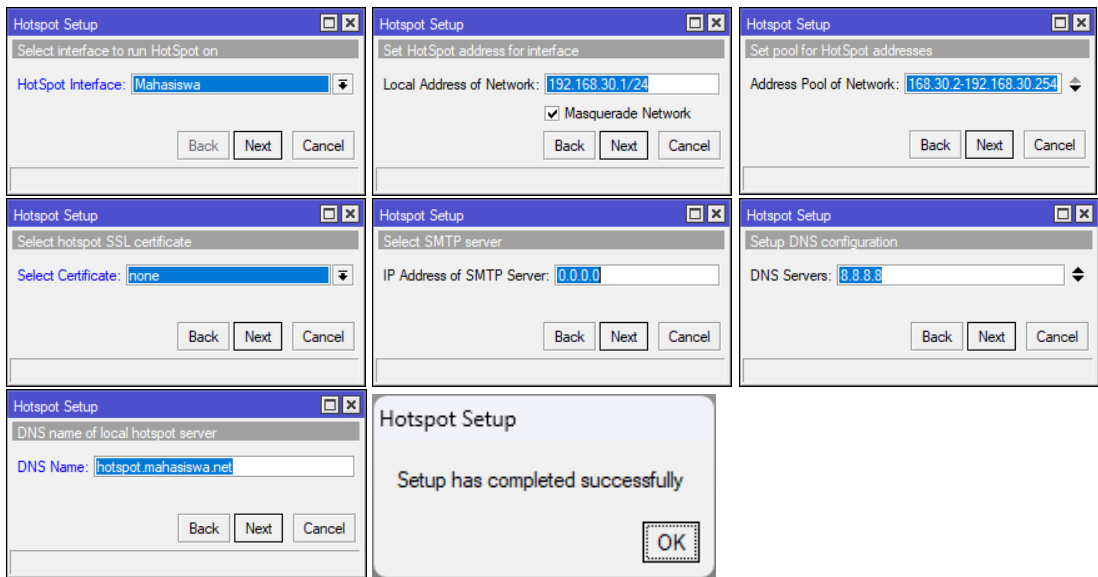 Hotspot Setup
Select interface to run HotSpot on
HotSpot Interface: Mahasiswa
Back Next Cancel
Hotspot Setup
Set HotSpot address for interface
Local Address of Network: 192.168.30.1/24
Masquerade Network
Back Next Cancel
Hotspot Setup
Set pool for HotSpot addresses
Address Pool of Network: 168.30.2-192.168.30.254
Back Next Cancel
Hotspot Setup
Select hotspot SSL certificate
Select Certificate: none
Back Next Cancel
Hotspot Setup
Select SMTP server
IP Address of SMTP Server: 0.0.0.0
Back Next Cancel
Hotspot Setup
Setup DNS configuration
DNS Servers: 8.8.8.8
Back Next Cancel
Hotspot Setup
DNS name of local hotspot server
DNS Name: hotspot.mahasiswa.net
Back Next Cancel
Hotspot Setup
Setup has completed successfully
OK